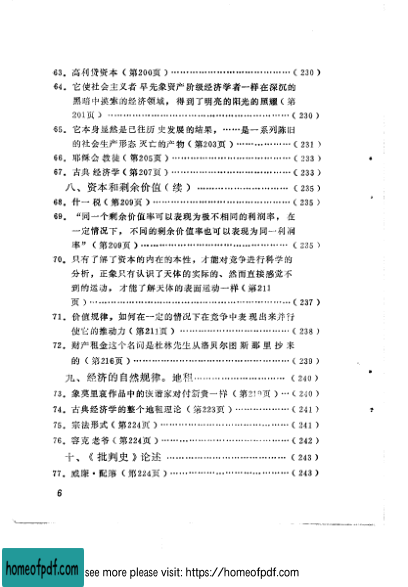 63. 高利贷资本（第200页）……………………………（230）
64. 它使社会主义者早先象资产阶级经济学者一样在深沉的
黑暗中摸索的经济领域，得到了明亮的阳光的照耀（第
201页）……………………………（230）
65. 它本身显然是已往历史发展的结果，……是一系列陈旧
的社会生产形态灭亡的产物（第203页）……………（231）
66. 耶稣会教徒（第205页）……………………………（233）
67. 古典经济学（第207页）……………………………（233）
八、资本和剩余价值（续）……………………………（235）
68. 什一税（第209页）……………………………（235）
69. “同一个剩余价值率可以表现为极不相同的利润率，在
一定情况下，不同的剩余价值率也可以表现为同一利润
率”（第209页）……………………………（235）
70. 只有了解了资本的内在的本性，才能对竞争进行科学的
分析，正象只有认识了天体的实际的、然而直接感觉不
到的运动，才能了解天体的表面运动一样（第211
页）……………………………（237）
71. 价值规律，如何在一定的情况下在竞争中表现出来并行
使它的推动力（第211页）……………………………（238）
72. 财产租金这个名词是杜林先生从洛贝尔图斯那里抄来
的（第216页）……………………………（239）
九、经济的自然规律。地租……………………………（240）
73. 象莫里哀作品中的诙谐家对付新贵一样（第219页）…（240）
74. 古典经济学的整个地租理论（第223页）……………（241）
75. 宗法形式（第224页）……………………………（241）
76. 容克老爷（第224页）……………………………（242）
十、《批判史》论述……………………………（243）
77. 威廉·配第（第224页）……………………………（243）
6
homeofpdf.com
see more please visit: https://homeofpdf.com